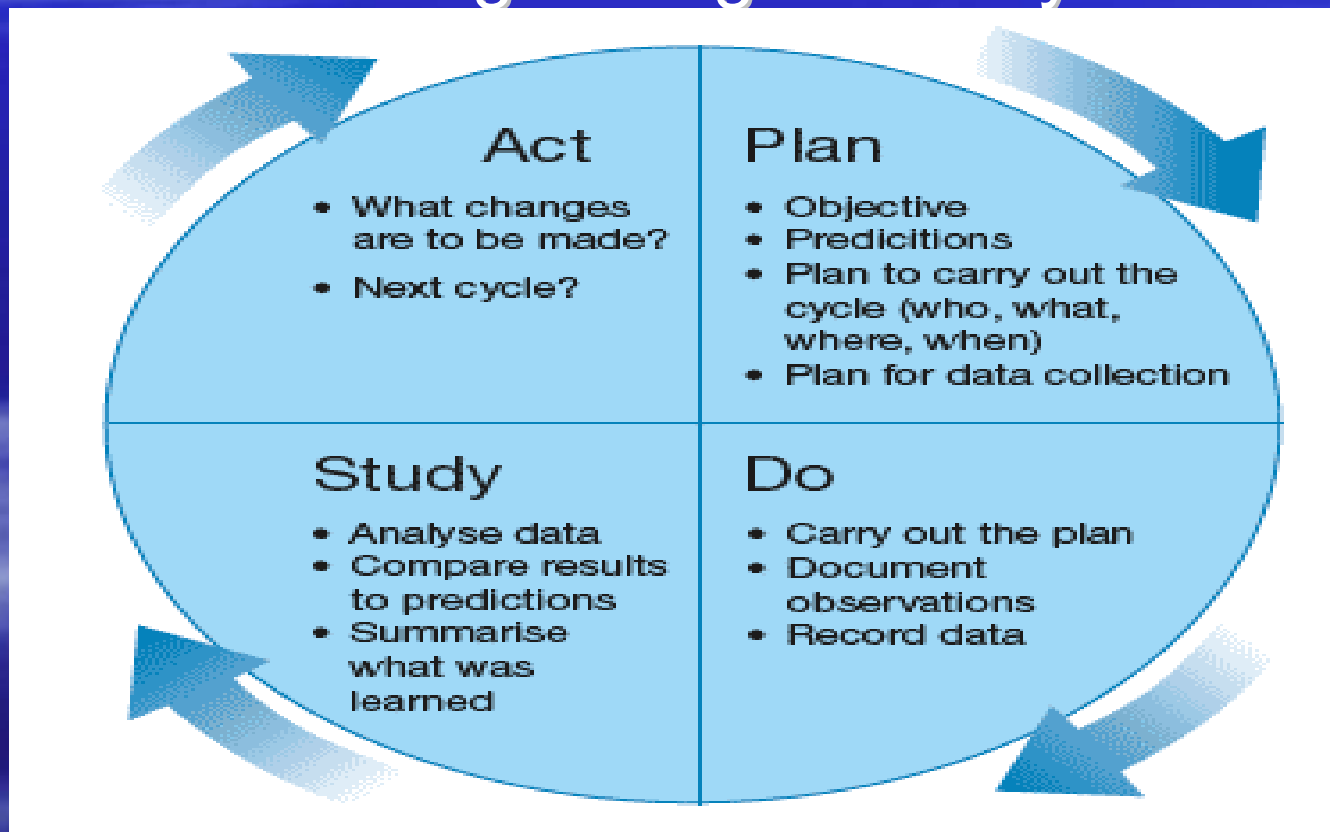 Act
• What changes
are to be made?
• Next cycle?
Plan
• Objective
• Predicitions
• Plan to carry out the
cycle (who, what,
where, when)
• Plan for data collection
Study
• Analyse data
• Compare results
to predictions
• Summarise
what was
learned
Do
• Carry out the plan
• Document
observations
• Record data